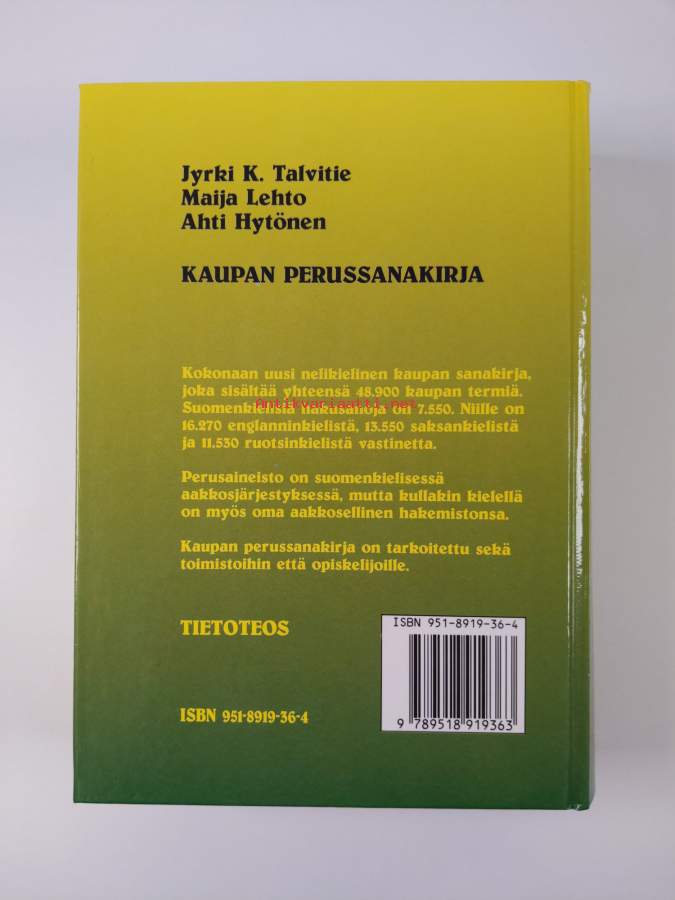 Jyrki K. Talvitie
Maija Lehto
Ahti Hytönen
KAUPAN PERUSSANAKIRJA
Kokonaan uusi nelikielinen kaupan sanakirja,
joka sisältää yhteensä 48.900 kaupan termiä.
antikvariaatti.net
Suomenkielisiä hakusanoja on 7.550. Niille on
16.270 englanninkielistä, 13.550 saksankielistä
ja 11.530 ruotsinkielistä vastinetta.
Perusaineisto on suomenkielisessä
aakkosjärjestyksessä, mutta kullakin kielellä
on myös oma aakkosellinen hakemistonsa.
Kaupan perussanakirja on tarkoitettu sekä
toimistoihin että opiskelijoille.
TIETOTEOS
ISBN 951-8919-36-4
ISBN 951-8919-36-4
9 789518 919363